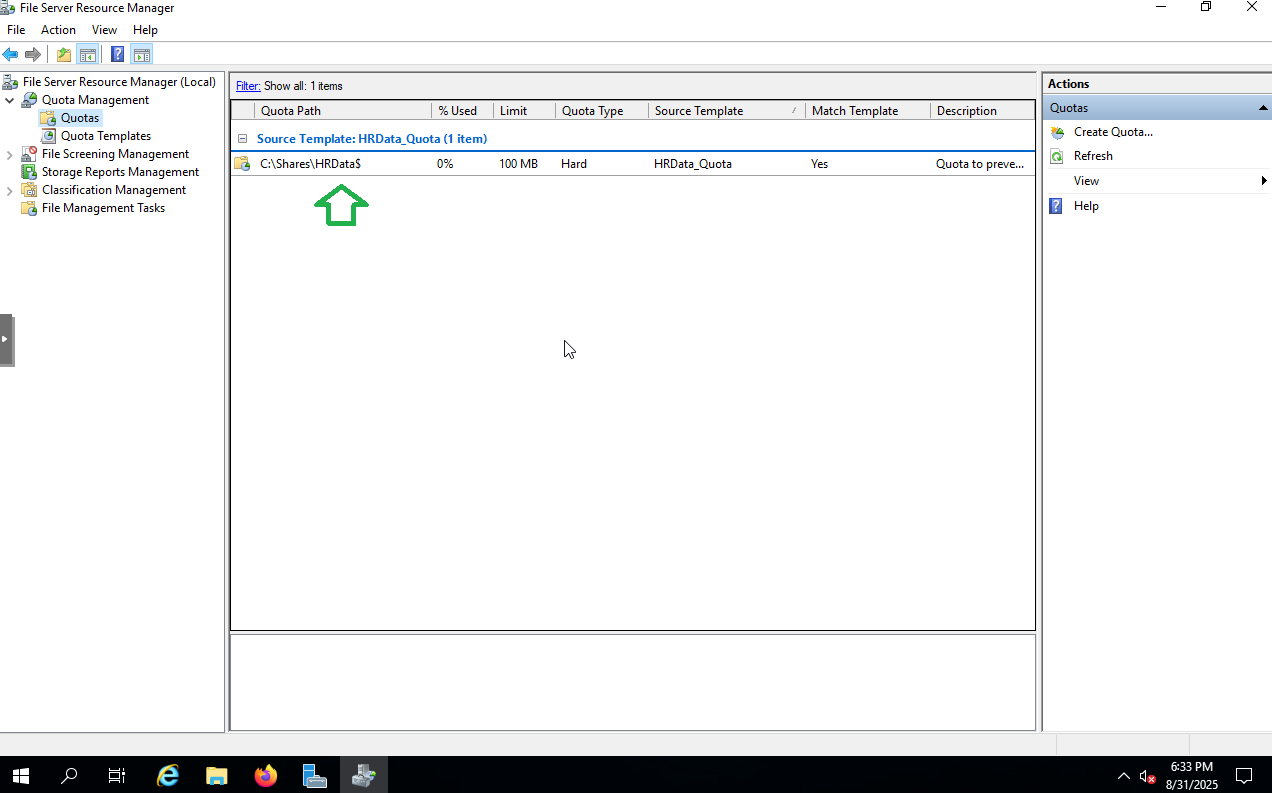 File Server Resource Manager
File Action View Help
File Server Resource Manager (Local)
Quota Management
Quotas
Quota Templates
File Screening Management
Storage Reports Management
Classification Management
File Management Tasks
Filter: Show all: 1 items
Quota Path % Used Limit Quota Type Source Template Match Template Description
Source Template: HRData_Quota (1 item)
C:\Shares\HRData$ 0% 100 MB Hard HRData_Quota Yes Quota to preve...
Actions
Quotas
Create Quota...
Refresh
View
Help
6:33 PM
8/31/2025